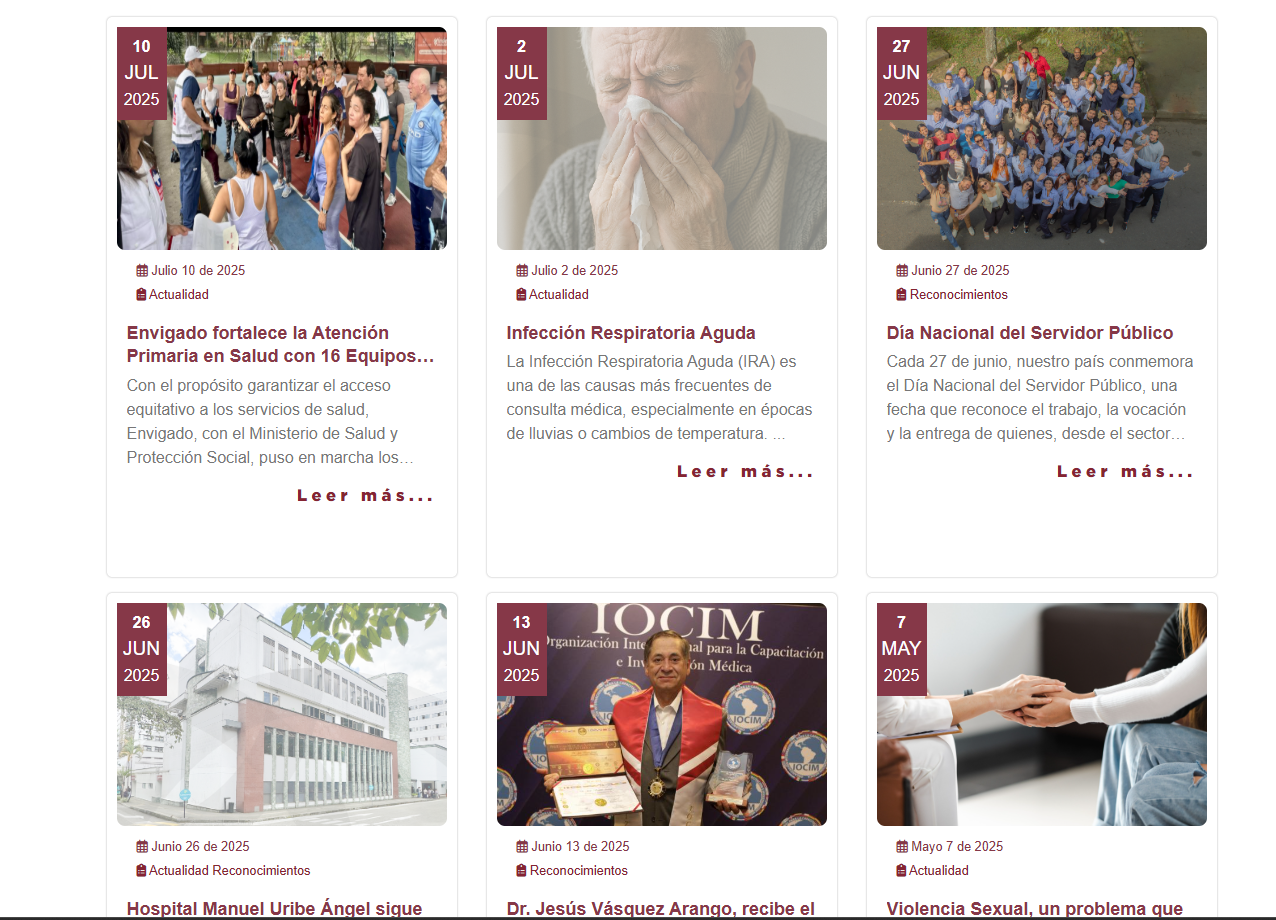 10
JUL
2025
Julio 10 de 2025
Actualidad
Envigado fortalece la Atención
Primaria en Salud con 16 Equipos...
Con el propósito garantizar el acceso
equitativo a los servicios de salud,
Envigado, con el Ministerio de Salud y
Protección Social, puso en marcha los...
Leer más...
2
JUL
2025
Julio 2 de 2025
Actualidad
Infección Respiratoria Aguda
La Infección Respiratoria Aguda (IRA) es
una de las causas más frecuentes de
consulta médica, especialmente en épocas
de lluvias o cambios de temperatura. ...
Leer más...
27
JUN
2025
Junio 27 de 2025
Reconocimientos
Día Nacional del Servidor Público
Cada 27 de junio, nuestro país conmemora
el Día Nacional del Servidor Público, una
fecha que reconoce el trabajo, la vocación
y la entrega de quienes, desde el sector...
Leer más...
26
JUN
2025
Junio 26 de 2025
Actualidad Reconocimientos
Hospital Manuel Uribe Ángel sigue
13
JUN
2025
IOCIM
Organización Inte nal para la Capacitación
e In Médica
IOCIM
IOCIM
Junio 13 de 2025
Reconocimientos
Dr. Jesús Vásquez Arango, recibe el
7
MAY
2025
Mayo 7 de 2025
Actualidad
Violencia Sexual, un problema que